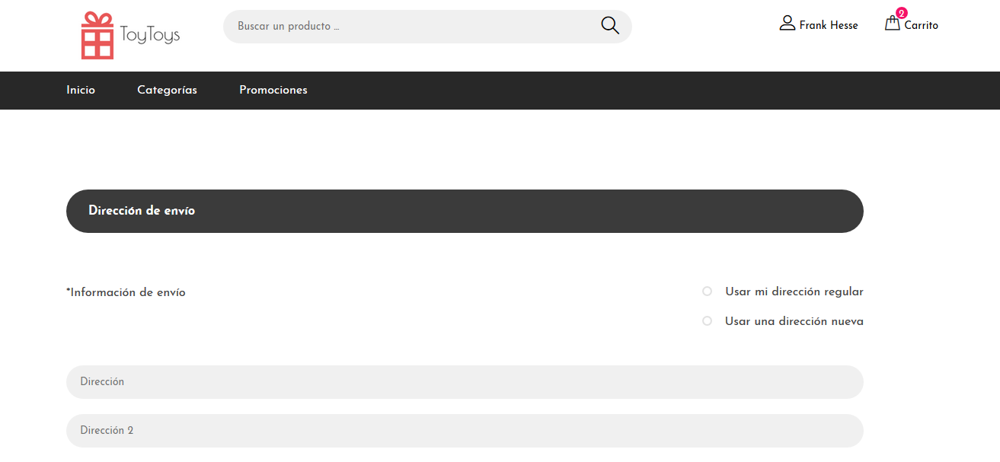 ToyToys
Buscar un producto ...
Frank Hesse
2
Carrito
Inicio
Categorías
Promociones
Dirección de envío
*Información de envío
Usar mi dirección regular
Usar una dirección nueva
Dirección
Dirección 2